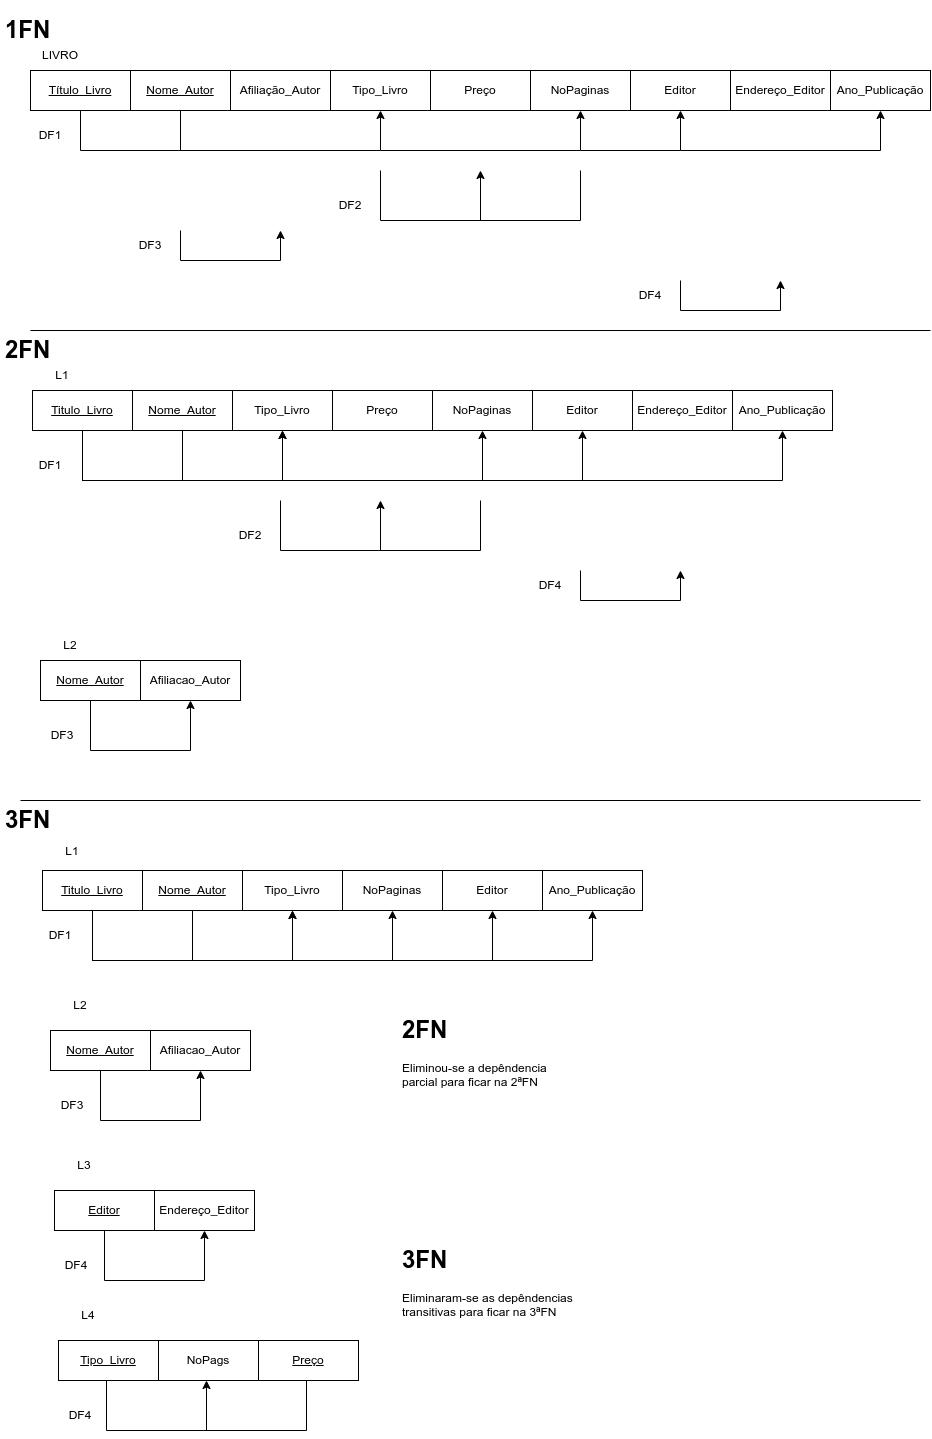 1FN
LIVRO
Título_Livro Nome_Autor Afiliação_Autor Tipo_Livro Preço NoPaginas Editor Endereço_Editor Ano_Publicação
DF1
DF2
DF3
DF4
2FN
L1
Titulo_Livro Nome_Autor Tipo_Livro Preço NoPaginas Editor Endereço_Editor Ano_Publicação
DF1
DF2
DF4
L2
Nome_Autor Afiliacao_Autor
DF3
3FN
L1
Titulo_Livro Nome_Autor Tipo_Livro NoPaginas Editor Ano_Publicação
DF1
L2
Nome_Autor Afiliacao_Autor
DF3
2FN
Eliminou-se a depêndencia
parcial para ficar na 2ªFN
L3
Editor Endereço_Editor
DF4
3FN
Eliminaram-se as depêndencias
transitivas para ficar na 3ªFN
L4
Tipo_Livro NoPags Preço
DF4